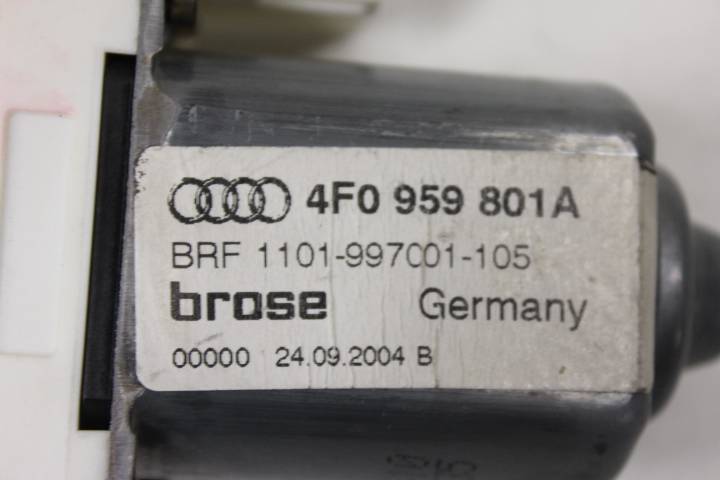 4F0 959 801A
BRF 1101-997001-105
brose Germany
00000 24.09.2004 B